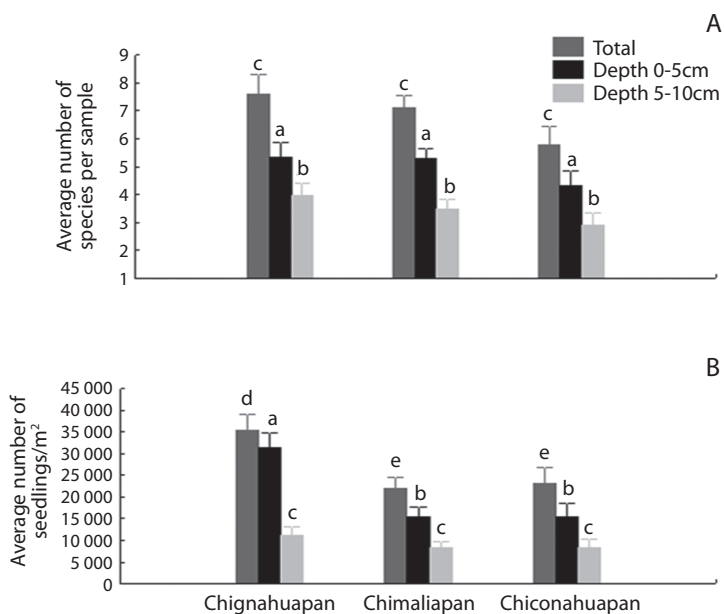 A
Total
Depth 0-5cm
Depth 5-10cm
Average number of
species per sample
9
8
7
6
5
4
3
2
1
c
a
b
c
a
b
c
a
b
B
Average number of
seedlings/m²
45 000
40 000
35 000
30 000
25 000
20 000
15 000
10 000
5 000
0
d
a
c
e
b
c
e
b
c
Chignahuapan Chimaliapan Chiconahuapan